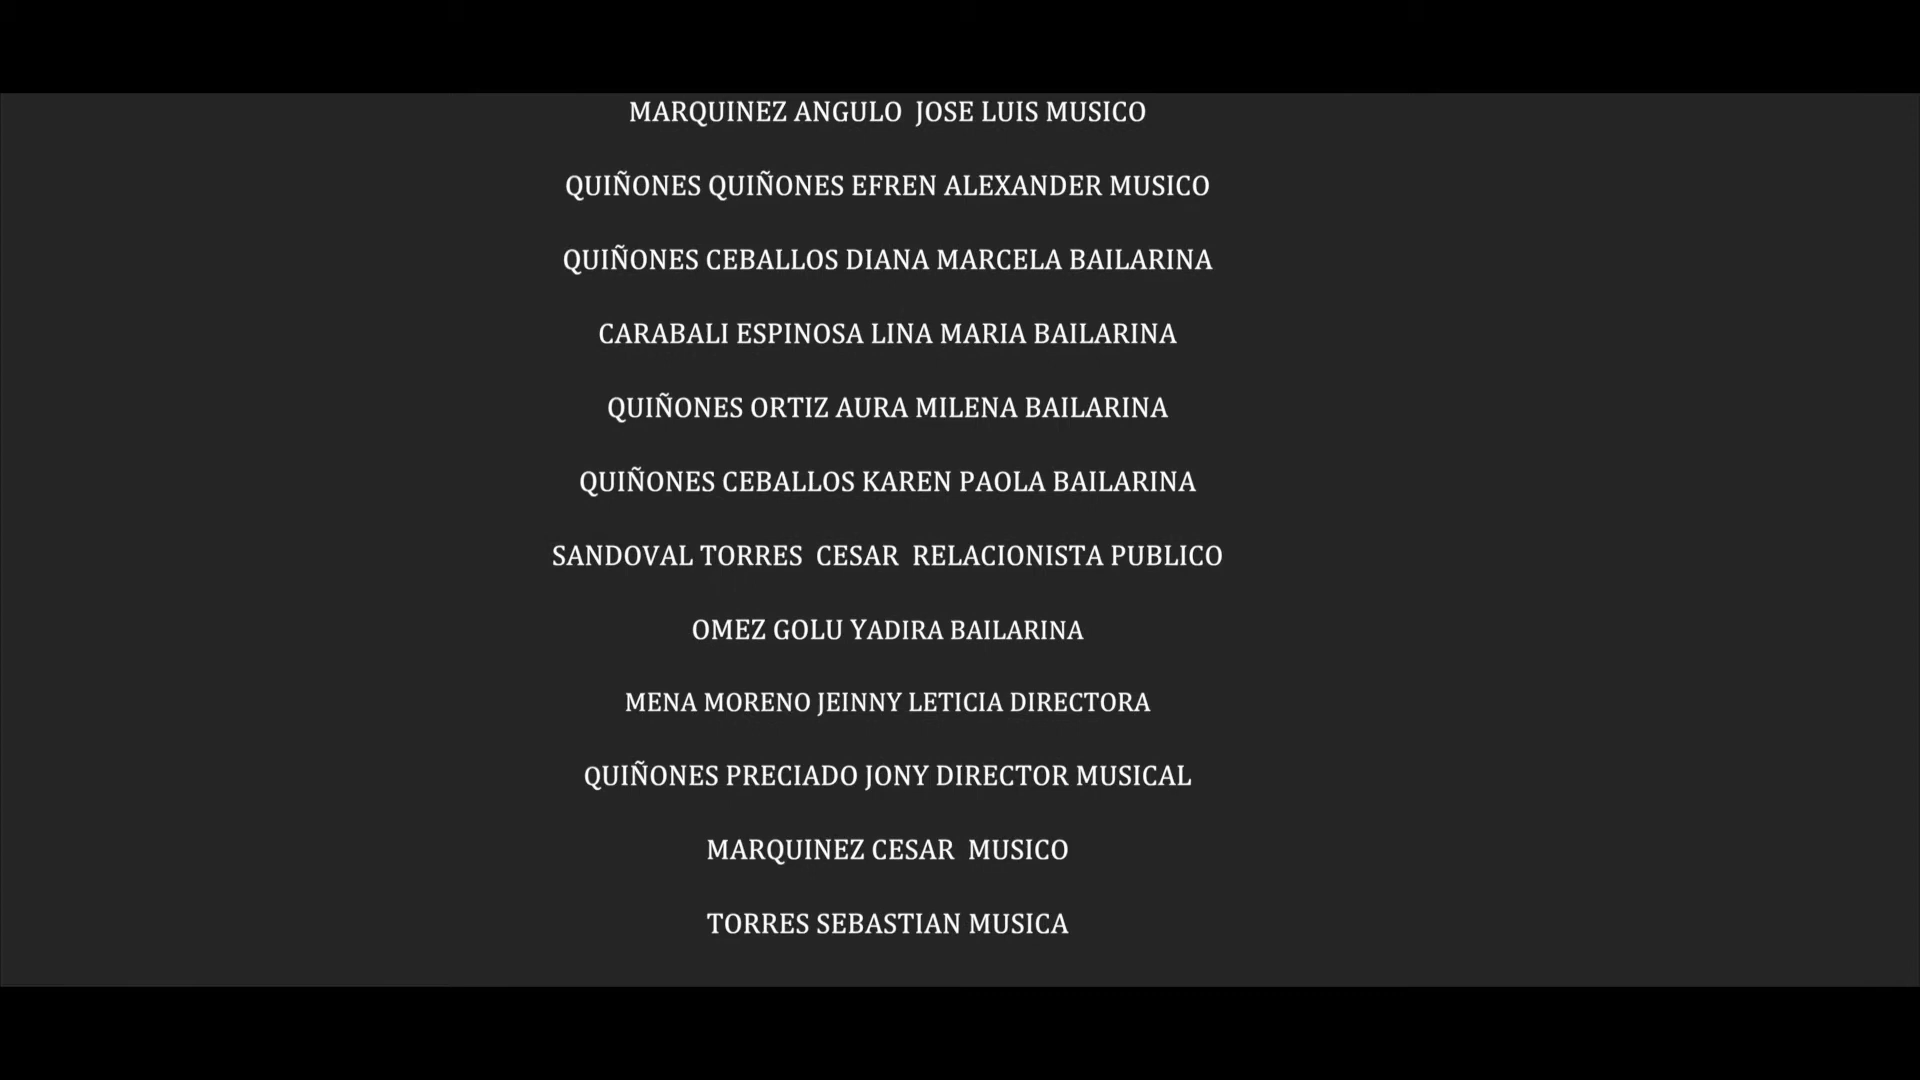 MARQUINEZ ANGULO  JOSE LUIS MUSICO
QUIÑONES QUIÑONES EFREN ALEXANDER MUSICO
QUIÑONES CEBALLOS DIANA MARCELA BAILARINA
CARABALI ESPINOSA LINA MARIA BAILARINA
QUIÑONES ORTIZ AURA MILENA BAILARINA
QUIÑONES CEBALLOS KAREN PAOLA BAILARINA
SANDOVAL TORRES  CESAR  RELACIONISTA PUBLICO
OMEZ GOLU YADIRA BAILARINA
MENA MORENO JEINNY LETICIA DIRECTORA
QUIÑONES PRECIADO JONY DIRECTOR MUSICAL
MARQUINEZ CESAR  MUSICO
TORRES SEBASTIAN MUSICA